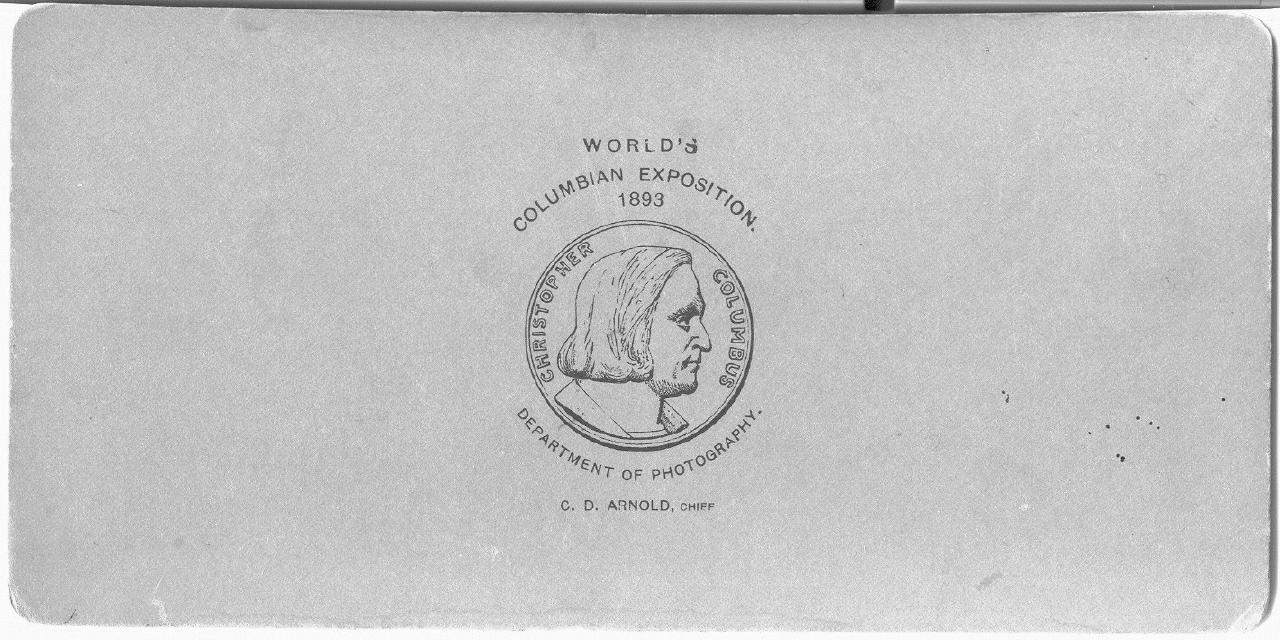 WORLD'S
COLUMBIAN EXPOSITION.
1893
CHRISTOPHER COLUMBUS
DEPARTMENT OF PHOTOGRAPHY.
C. D. ARNOLD, CHIEF